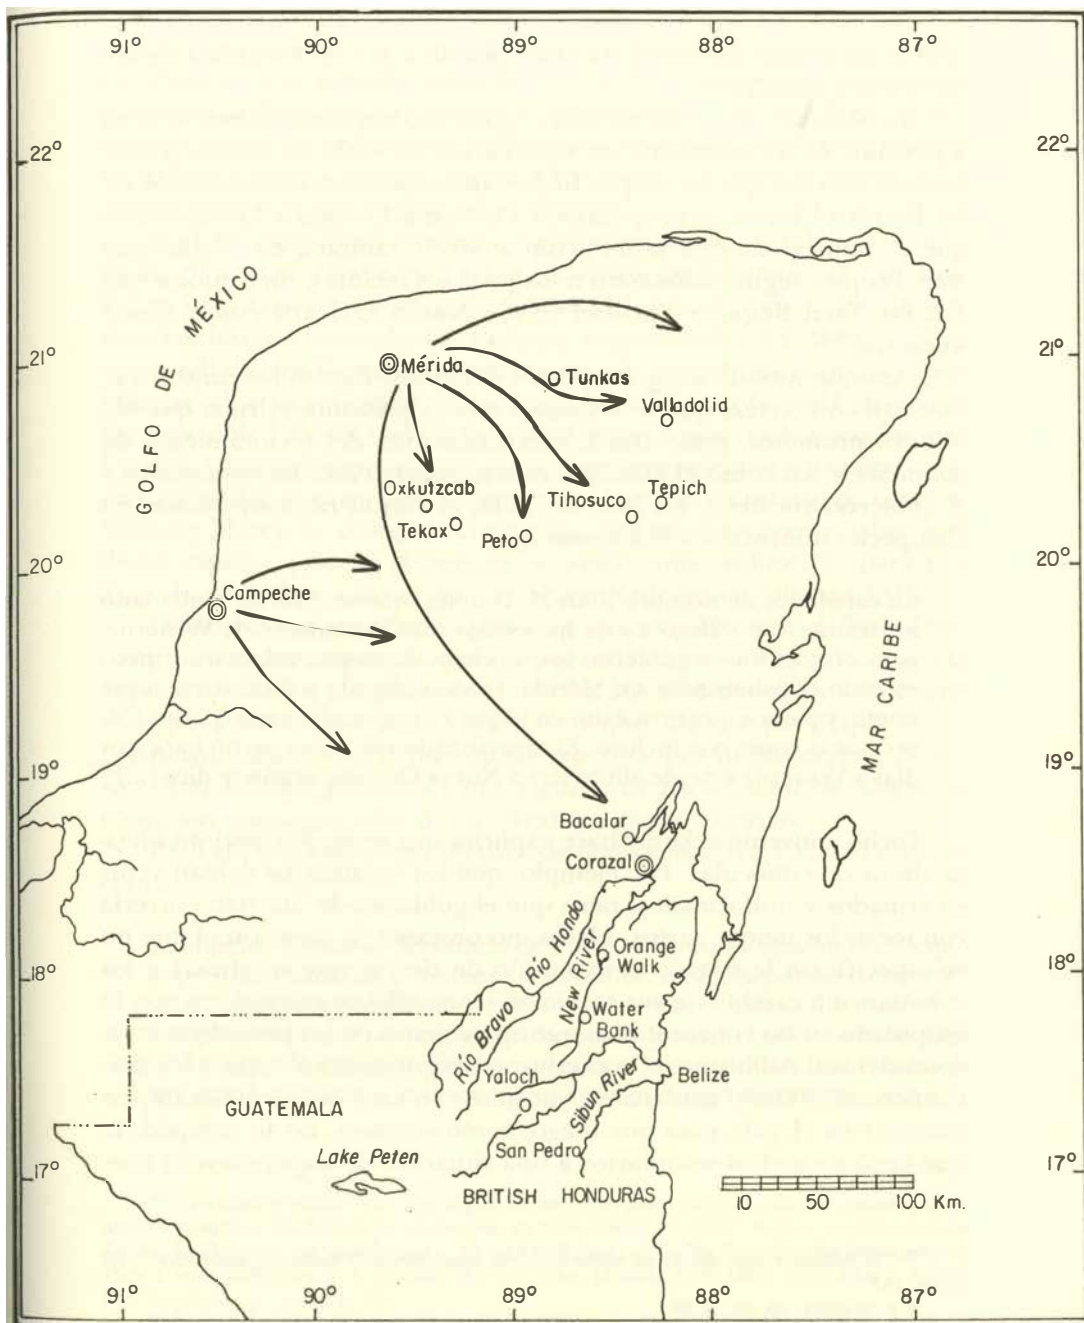 91° 90° 89° 88° 87°
22° 22°
GOLFO DE MÉXICO
21° 21°
Mérida
Tunkas
Valladolid
Oxkutzcab
Tekax
Peto
Tihosuco
Tepich
20° 20°
Campeche
MAR CARIBE
19° 19°
Bacalar
Corazal
Río Hondo
New River
Orange
Walk
18° 18°
Río Bravo
Water
Bank
Yaloch
Belize
Sibun River
GUATEMALA
San Pedro
Lake Peten
17° 17°
BRITISH HONDURAS
10 50 100 Km.
91° 90° 89° 88° 87°